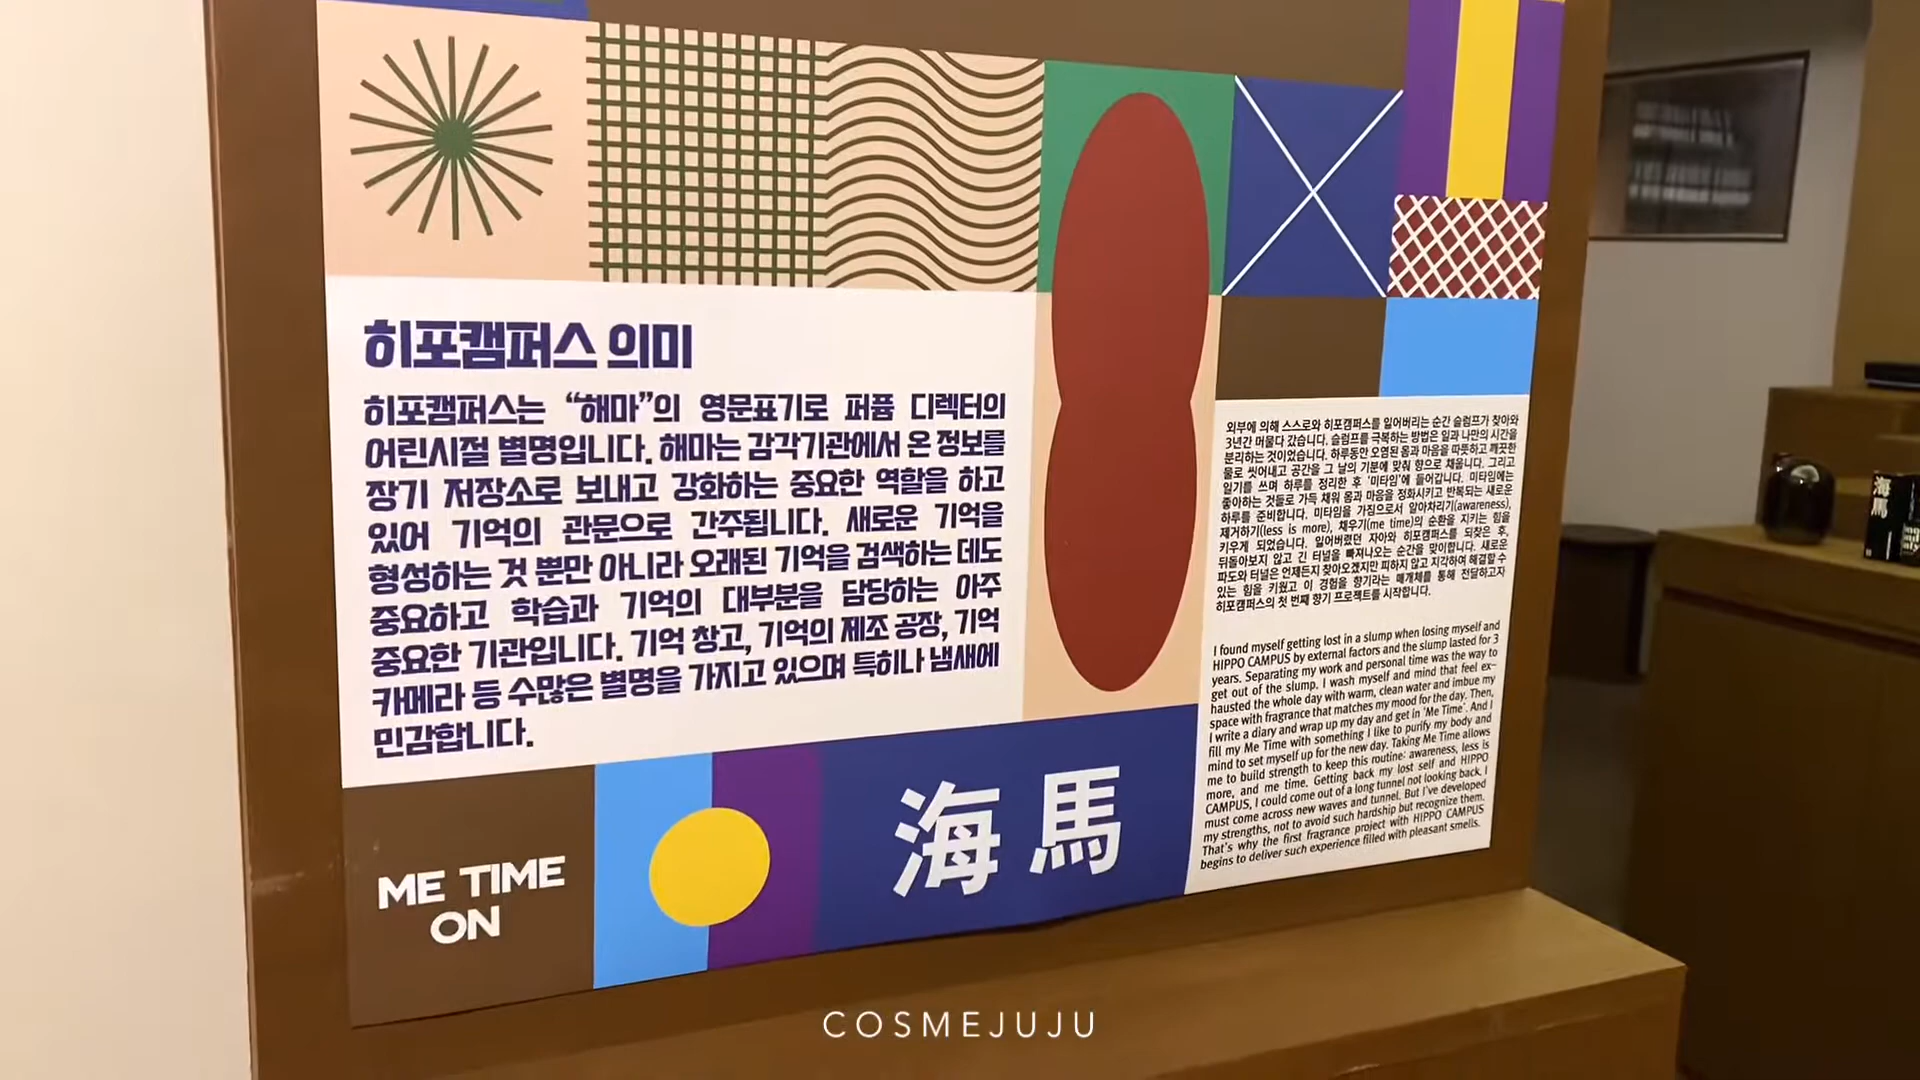 히포캠퍼스 의미
히포캠퍼스는 “해마”의 영문표기로 퍼퓸 디렉터의
어린시절 별명입니다. 해마는 감각기관에서 온 정보를
장기 저장소로 보내고 강화하는 중요한 역할을 하고
있어 기억의 관문으로 간주됩니다. 새로운 기억을
형성하는 것 뿐만 아니라 오래된 기억을 검색하는 데도
중요하고 학습과 기억의 대부분을 담당하는 아주
중요한 기관입니다. 기억 창고, 기억의 제조 공장, 기억
카메라 등 수많은 별명을 가지고 있으며 특히나 냄새에
민감합니다.
외부에 의해 스스로와 히포캠퍼스를 잃어버리는 순간 슬럼프가 찾아와
3년간 머물다 갔습니다. 슬럼프를 극복하는 방법은 일과 나만의 시간을
분리하는 것이었습니다. 하루동안 오염된 몸과 마음을 따뜻하고 깨끗한
물로 씻어내고 공간을 그 날의 기분에 맞춰 향으로 채웁니다. 그리고
일기를 쓰며 하루를 정리한 후 ‘미타임’에 들어갑니다. 미타임에는
좋아하는 것들로 가득 채워 몸과 마음을 정화시키고 반복되는 새로운
하루를 준비합니다. 미타임을 가짐으로서 알아차리기(awareness),
제거하기(less is more), 채우기(me time)의 순환을 지키는 힘을
키우게 되었습니다. 잃어버렸던 자아와 히포캠퍼스를 되찾은 후,
뒤돌아보지 않고 긴 터널을 빠져나오는 순간을 맞이합니다. 새로운
파도와 터널은 언제든지 찾아오겠지만 피하지 않고 지각하여 해결할 수
있는 힘을 키웠고 이 경험을 향기라는 매개체를 통해 전달하고자
히포캠퍼스의 첫 번째 향기 프로젝트를 시작합니다.
I found myself getting lost in a slump when losing myself and
HIPPO CAMPUS by external factors and the slump lasted for 3
years. Separating my work and personal time was the way to
get out of the slump. I wash myself and mind that feel ex-
hausted the whole day with warm, clean water and imbue my
space with fragrance that matches my mood for the day. Then,
I write a diary and wrap up my day and get in 'Me Time'. And I
fill my Me Time with something I like to purify my body and
mind to set myself up for the new day. Taking Me Time allows
me to build strength to keep this routine: awareness, less is
more, and me time. Getting back my lost self and HIPPO
CAMPUS, I could come out of a long tunnel not looking back. I
must come across new waves and tunnel. But I've developed
my strengths, not to avoid such hardship but recognize them.
That's why the first fragrance project with HIPPO CAMPUS
begins to deliver such experience filled with pleasant smells.
ME TIME
ON
海馬
海馬
COSMEJUJU